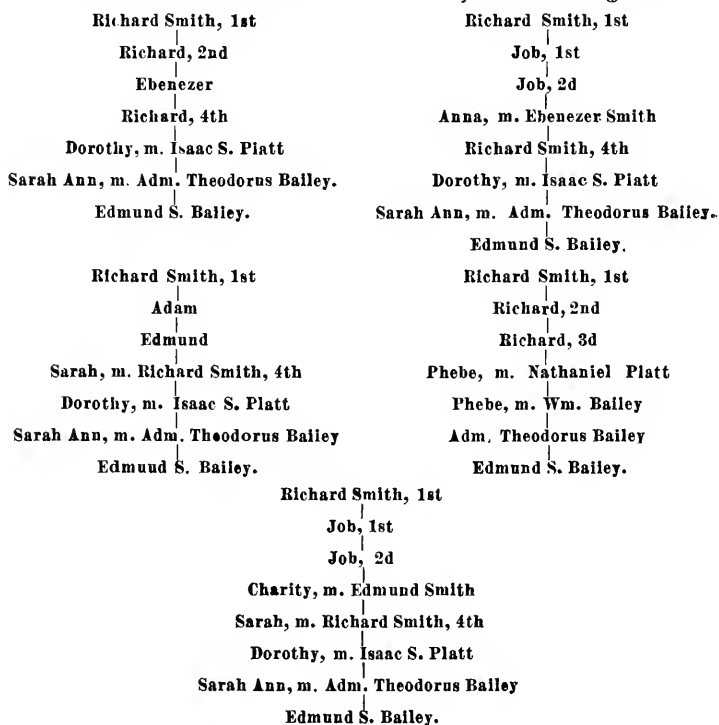 Richard Smith, 1st
Richard, 2nd
Ebenezer
Richard, 4th
Dorothy, m. Isaac S. Platt
Sarah Ann, m. Adm. Theodorus Bailey.
Edmund S. Bailey.
Richard Smith, 1st
Job, 1st
Job, 2d
Anna, m. Ebenezer Smith
Richard Smith, 4th
Dorothy, m. Isaac S. Platt
Sarah Ann, m. Adm. Theodorus Bailey.
Edmund S. Bailey.
Richard Smith, 1st
Adam
Edmund
Sarah, m. Richard Smith, 4th
Dorothy, m. Isaac S. Platt
Sarah Ann, m. Adm. Theodorus Bailey
Edmuud S. Bailey.
Richard Smith, 1st
Richard, 2nd
Richard, 3d
Phebe, m. Nathaniel Platt
Phebe, m. Wm. Bailey
Adm. Theodorus Bailey
Edmund S. Bailey.
Richard Smith, 1st
Job, 1st
Job, 2d
Charity, m. Edmund Smith
Sarah, m. Richard Smith, 4th
Dorothy, m. Isaac S. Platt
Sarah Ann, m. Adm. Theodorus Bailey
Edmund S. Bailey.